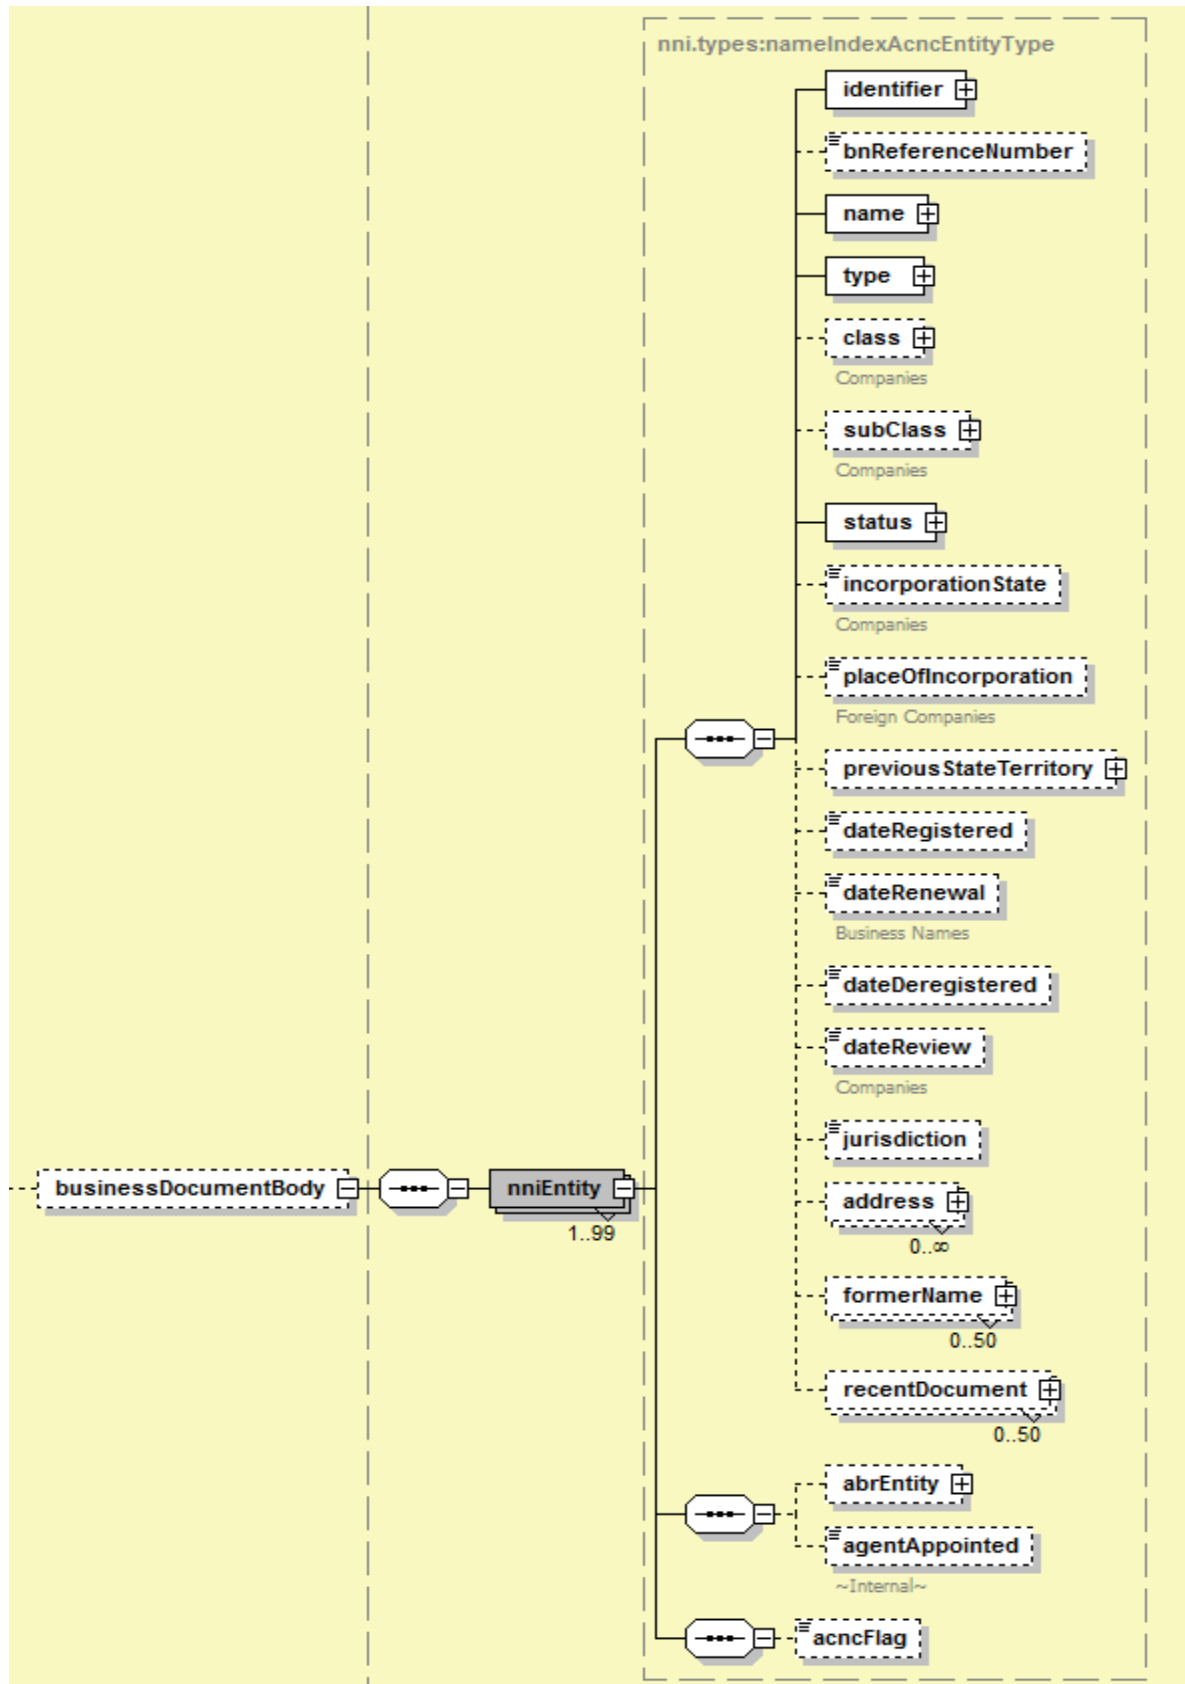 nni.types:nameIndexAcncEntityType
identifier
bnReferenceNumber
name
type
class
Companies
subClass
Companies
status
incorporationState
Companies
placeOfIncorporation
Foreign Companies
previousStateTerritory
dateRegistered
dateRenewal
Business Names
dateDeregistered
dateReview
Companies
jurisdiction
businessDocumentBody
nniEntity
1..99
address
0..∞
formerName
0..50
recentDocument
0..50
abrEntity
agentAppointed
~Internal~
acncFlag